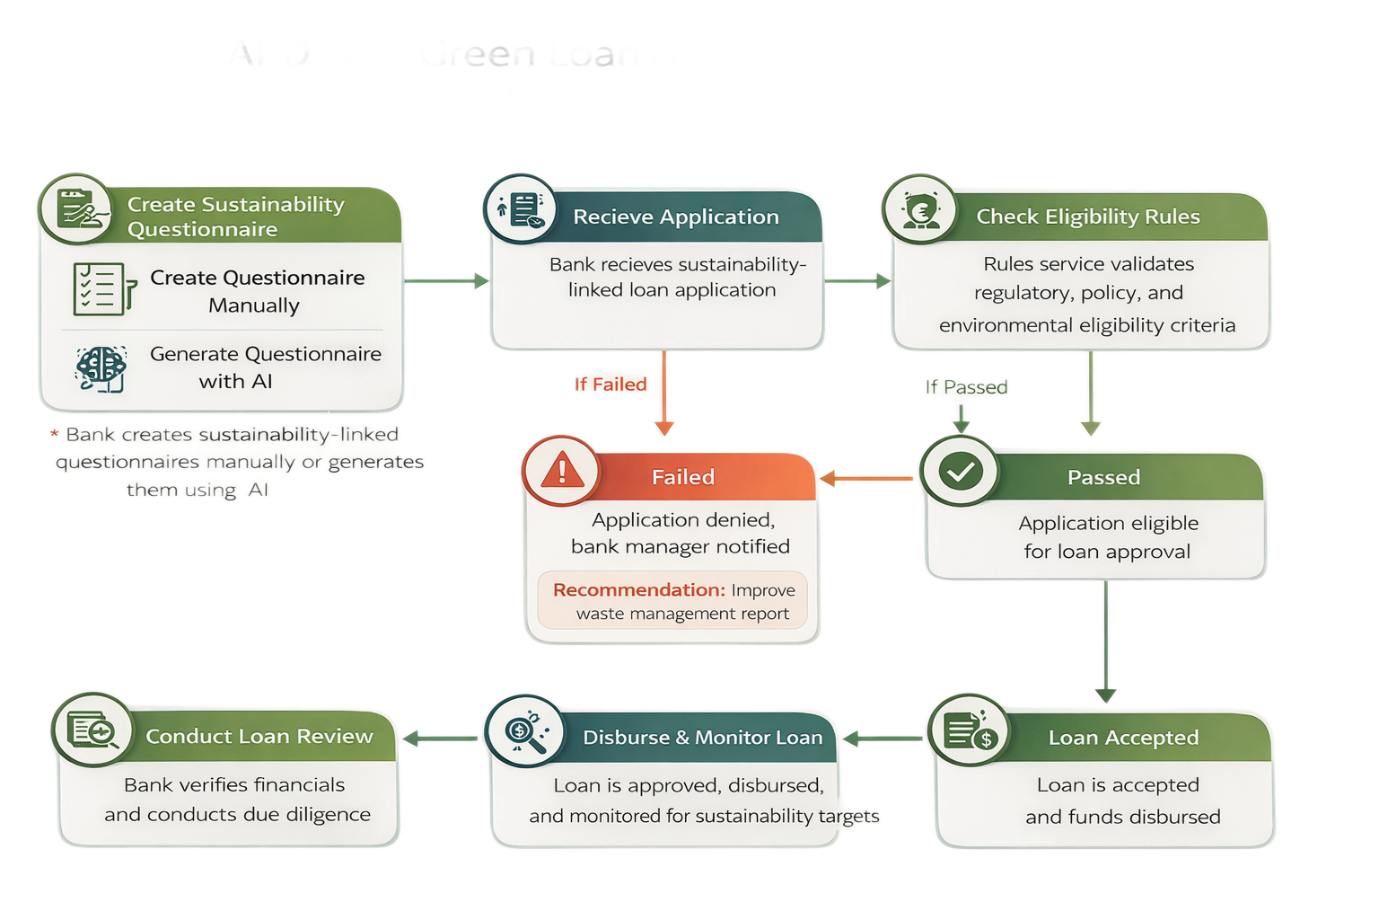 Green Loan
Create Sustainability
Questionnaire
Create Questionnaire
Manually
Generate Questionnaire
with AI
* Bank creates sustainability-linked
questionnaires manually or generates
them using AI
Recieve Application
Bank recieves sustainability-
linked loan application
Check Eligibility Rules
Rules service validates
regulatory, policy, and
environmental eligibility criteria
If Failed
If Passed
Failed
Application denied,
bank manager notified
Recommendation: Improve
waste management report
Passed
Application eligible
for loan approval
Conduct Loan Review
Bank verifies financials
and conducts due diligence
Disburse & Monitor Loan
Loan is approved, disbursed,
and monitored for sustainability targets
Loan Accepted
Loan is accepted
and funds disbursed